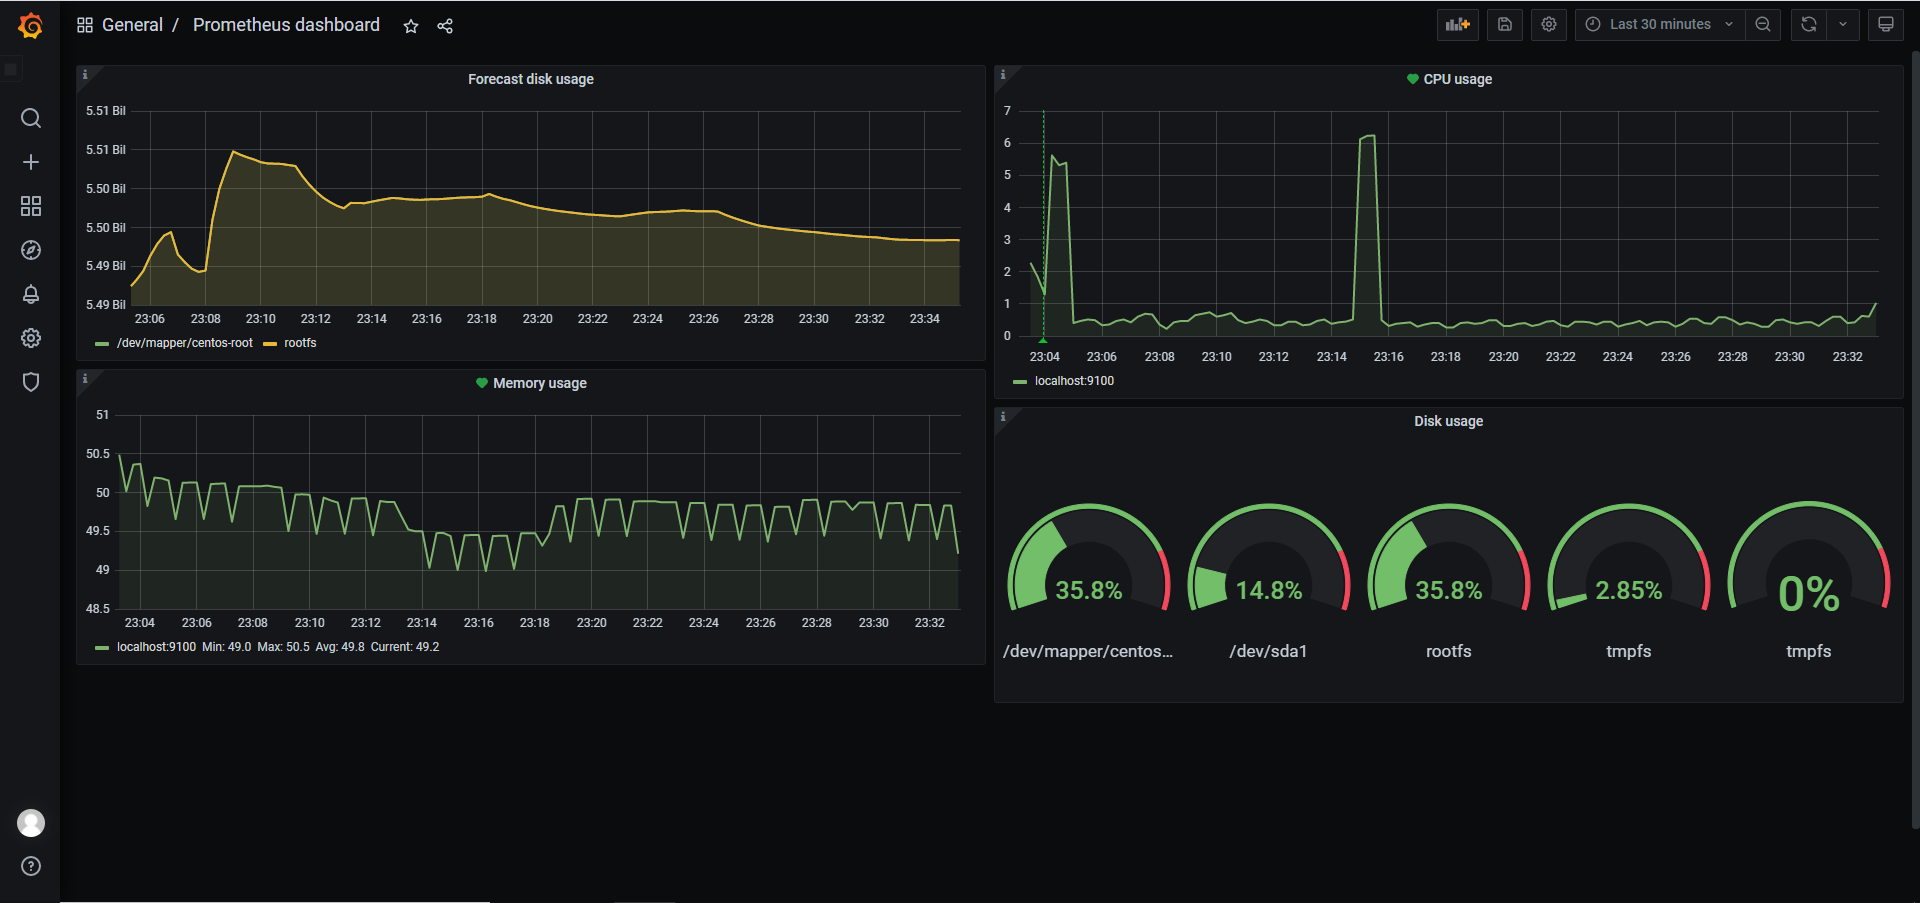 General / Prometheus dashboard
Last 30 minutes
Forecast disk usage
5.51 Bil
5.51 Bil
5.50 Bil
5.50 Bil
5.49 Bil
5.49 Bil
23:06 23:08 23:10 23:12 23:14 23:16 23:18 23:20 23:22 23:24 23:26 23:28 23:30 23:32 23:34
/dev/mapper/centos-root rootfs
CPU usage
7
6
5
4
3
2
1
0
23:04 23:06 23:08 23:10 23:12 23:14 23:16 23:18 23:20 23:22 23:24 23:26 23:28 23:30 23:32
localhost:9100
Memory usage
51
50.5
50
49.5
49
48.5
23:04 23:06 23:08 23:10 23:12 23:14 23:16 23:18 23:20 23:22 23:24 23:26 23:28 23:30 23:32
localhost:9100 Min: 49.0 Max: 50.5 Avg: 49.8 Current: 49.2
Disk usage
35.8% 14.8% 35.8% 2.85% 0%
/dev/mapper/centos... /dev/sda1 rootfs tmpfs tmpfs